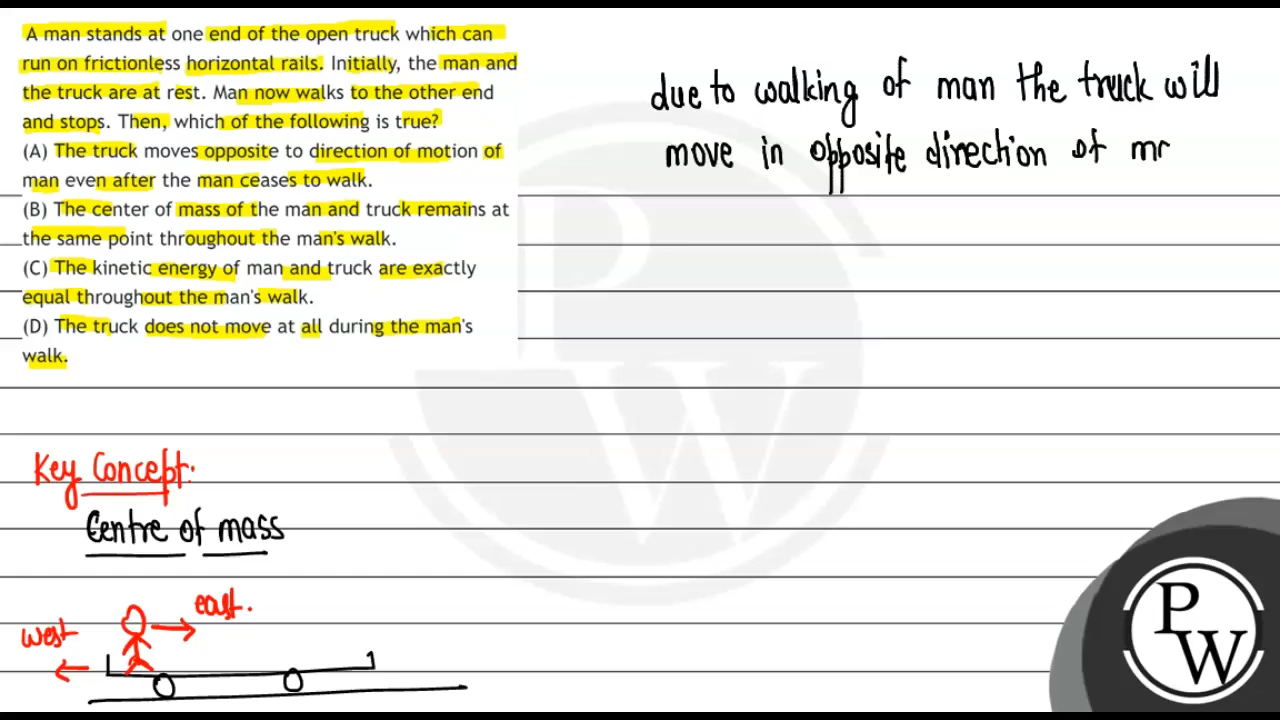 A man stands at one end of the open truck which can
run on frictionless horizontal rails. Initially, the man and
the truck are at rest. Man now walks to the other end
and stops. Then, which of the following is true?
(A) The truck moves opposite to direction of motion of
man even after the man ceases to walk.
(B) The center of mass of the man and truck remains at
the same point throughout the man's walk.
(C) The kinetic energy of man and truck are exactly
equal throughout the man's walk.
(D) The truck does not move at all during the man's
walk.
due to walking of man the truck will
move in opposite direction of ma
Key Concept:
Centre of mass
east.
west
P
W
P
W